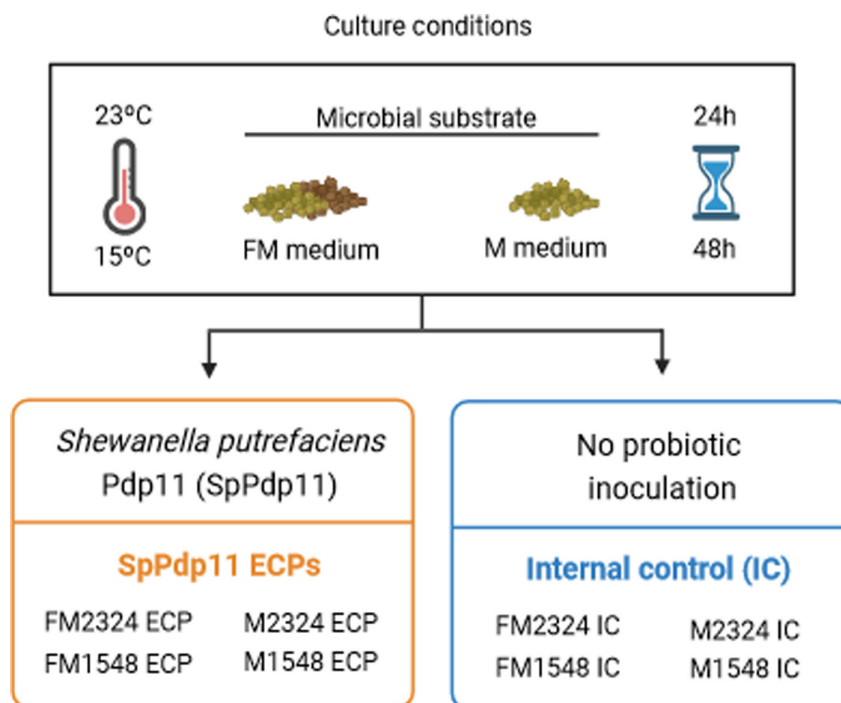 Culture conditions
23ºC
Microbial substrate
24h
FM medium
M medium
15ºC
48h
Shewanella putrefaciens
Pdp11 (SpPdp11)
SpPdp11 ECPs
FM2324 ECP
M2324 ECP
FM1548 ECP
M1548 ECP
No probiotic
inoculation
Internal control (IC)
FM2324 IC
M2324 IC
FM1548 IC
M1548 IC